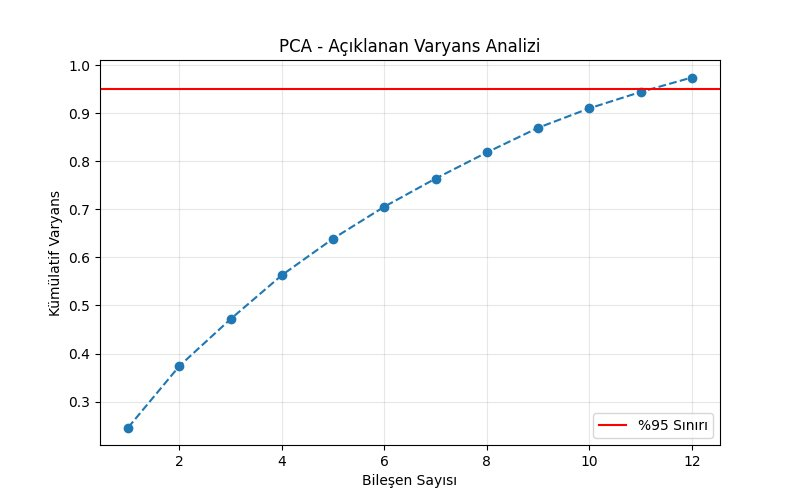 PCA - Açıklanan Varyans Analizi
1.0
0.9
0.8
0.7
0.6
0.5
0.4
0.3
Kümülatif Varyans
%95 Sınırı
2 4 6 8 10 12
Bileşen Sayısı